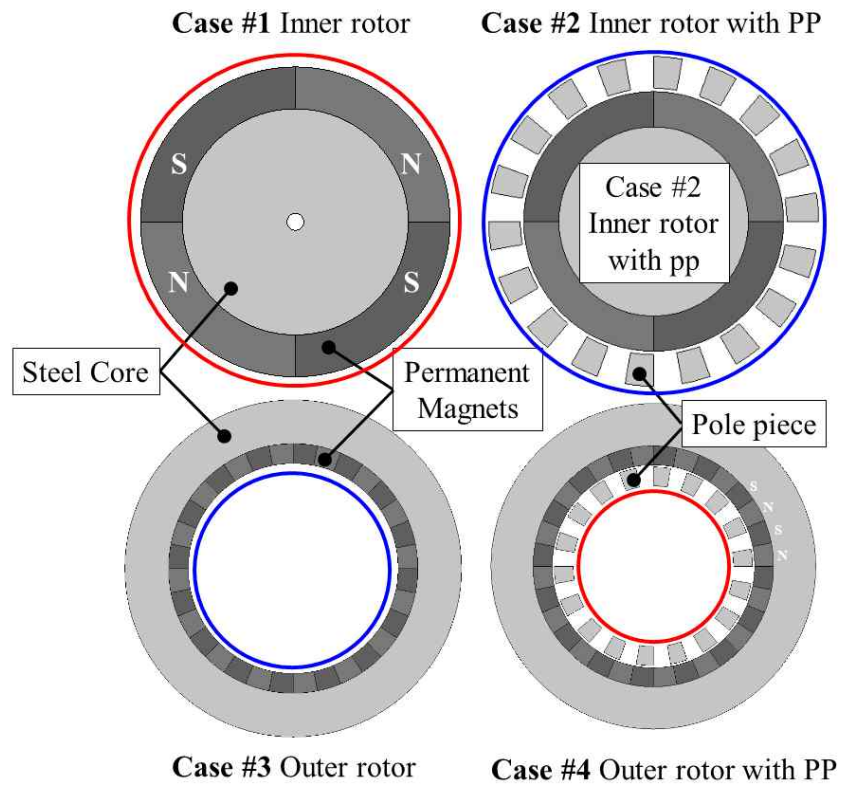 Case #1 Inner rotor
Case #2 Inner rotor with PP
S
N
N
S
Case #2
Inner rotor
with pp
Steel Core
Permanent
Magnets
Pole piece
S
N
S
N
Case #3 Outer rotor
Case #4 Outer rotor with PP